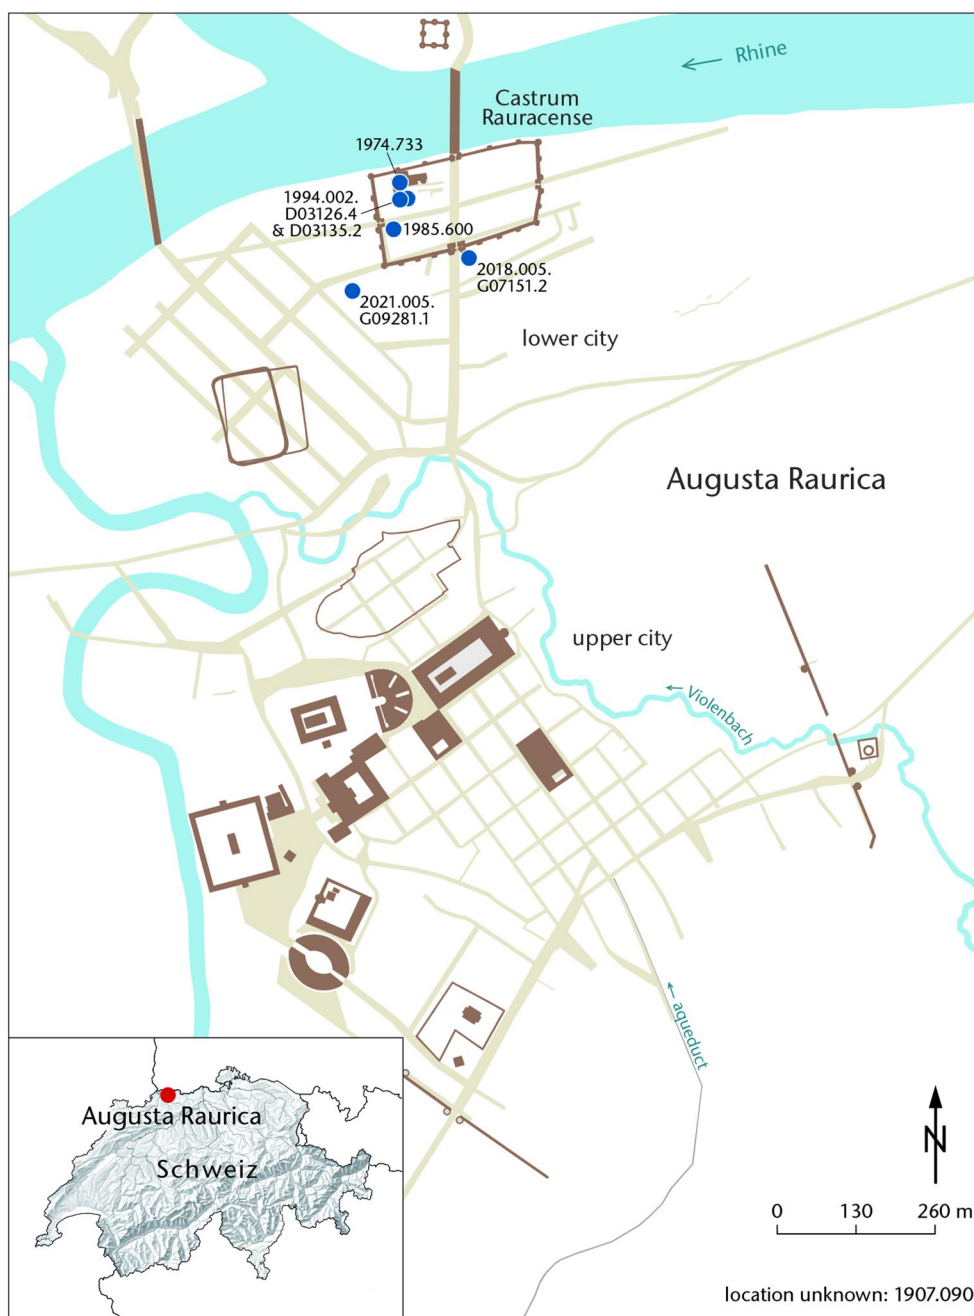 Rhine
Castrum
Rauracense
1974.733
1994.002.
D03126.4
& D03135.2
1985.600
2018.005.
G07151.2
2021.005.
G09281.1
lower city
Augusta Raurica
upper city
Violenbach
aqueduct
Augusta Raurica
Schweiz
N
0 130 260 m
location unknown: 1907.090